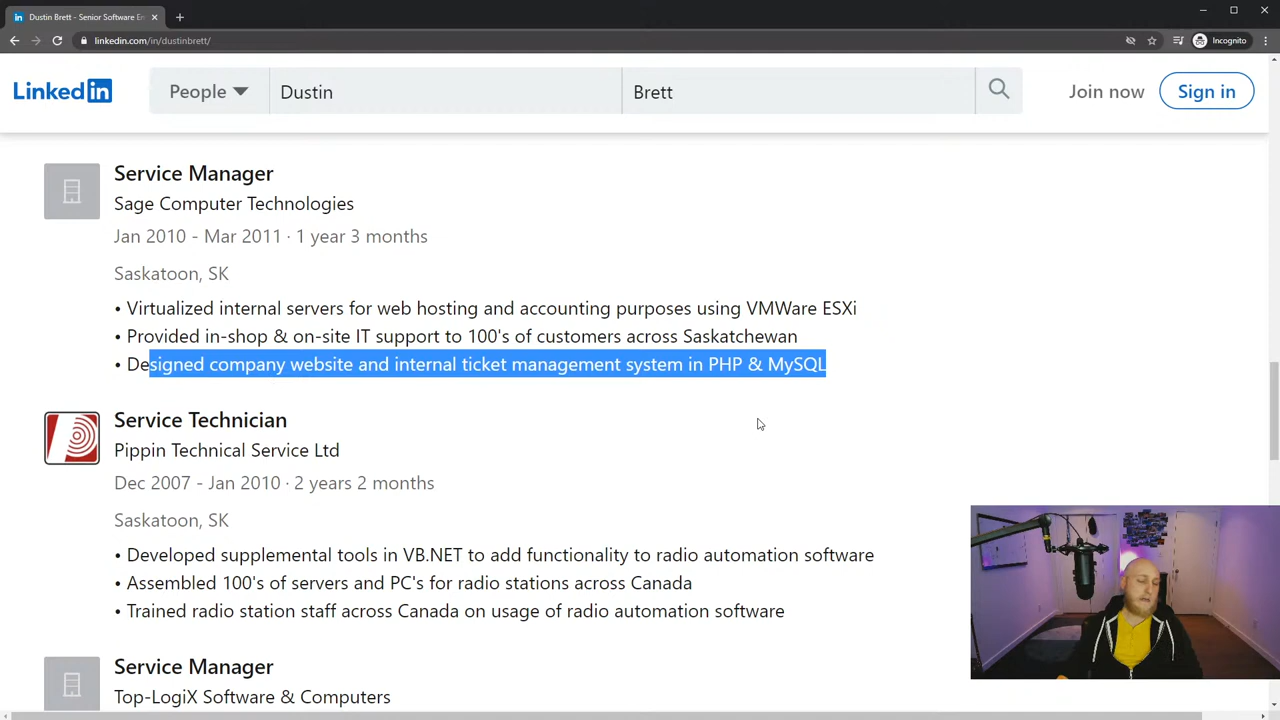 Dustin Brett - Senior Software En
linkedin.com/in/dustinbrett/
Incognito
Linked in
People
Dustin
Brett
Join now
Sign in
Service Manager
Sage Computer Technologies
Jan 2010 - Mar 2011 · 1 year 3 months
Saskatoon, SK
• Virtualized internal servers for web hosting and accounting purposes using VMWare ESXi
• Provided in-shop & on-site IT support to 100's of customers across Saskatchewan
• Designed company website and internal ticket management system in PHP & MySQL
Service Technician
Pippin Technical Service Ltd
Dec 2007 - Jan 2010 · 2 years 2 months
Saskatoon, SK
• Developed supplemental tools in VB.NET to add functionality to radio automation software
• Assembled 100's of servers and PC's for radio stations across Canada
• Trained radio station staff across Canada on usage of radio automation software
Service Manager
Top-LogiX Software & Computers